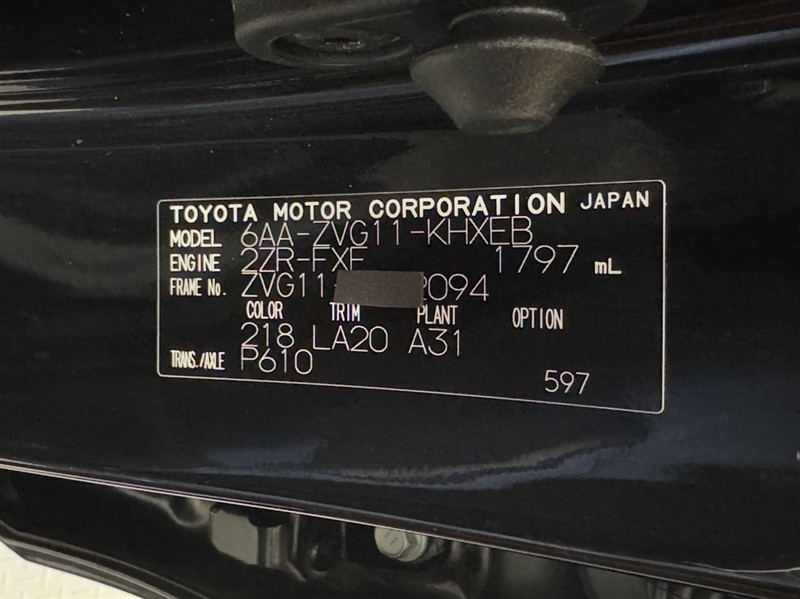 TOYOTA MOTOR CORPORATION JAPAN
MODEL 6AA-ZVG11-KHXEB
ENGINE 2ZR-FXE 1797 mL
FRAME No. ZVG11- 2094
COLOR TRIM PLANT OPTION
218 LA20 A31
TRANS./AXLE P610
597